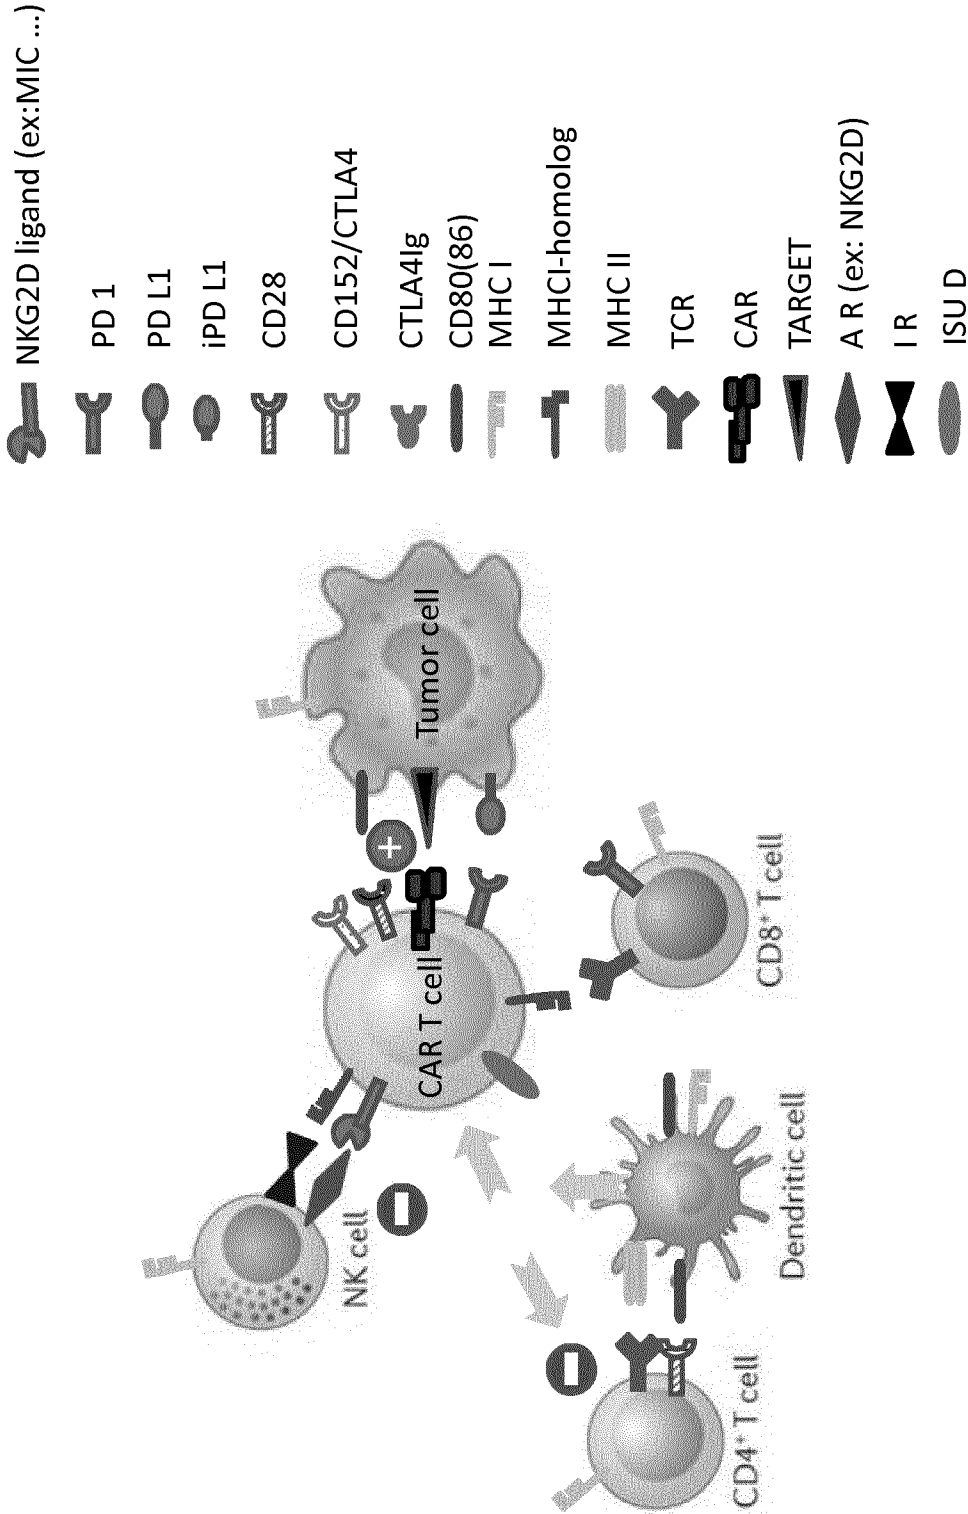 NKG2D ligand (ex:MIC ...)
PD 1
PD L1
iPD L1
CD28
CD152/CTLA4
CTLA4Ig
CD80(86)
MHC I
MHCI-homolog
MHC II
TCR
CAR
TARGET
A R (ex: NKG2D)
I R
ISU D
Tumor cell
+
CAR T cell
NK cell
CD8⁺ T cell
Dendritic cell
CD4⁺ T cell